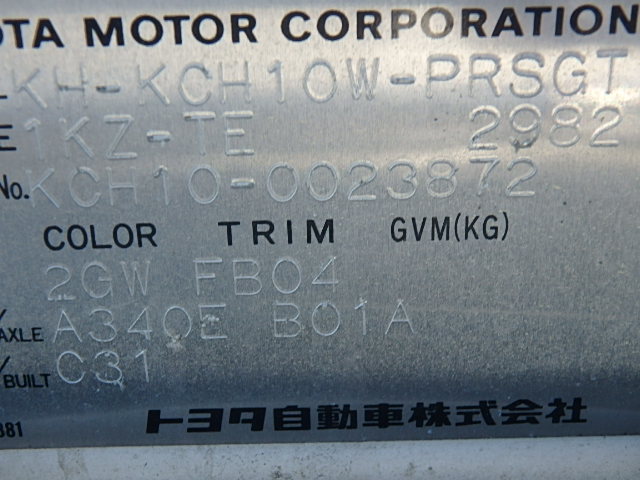 OTA MOTOR CORPORATION
L KH-KCH10W-PRSGT
E 1KZ-TE 2982
No. KCH10-0023872
COLOR TRIM GVM(KG)
2GW FB04
/AXLE A340E B01A
/BUILT C31
381 トヨタ自動車株式会社